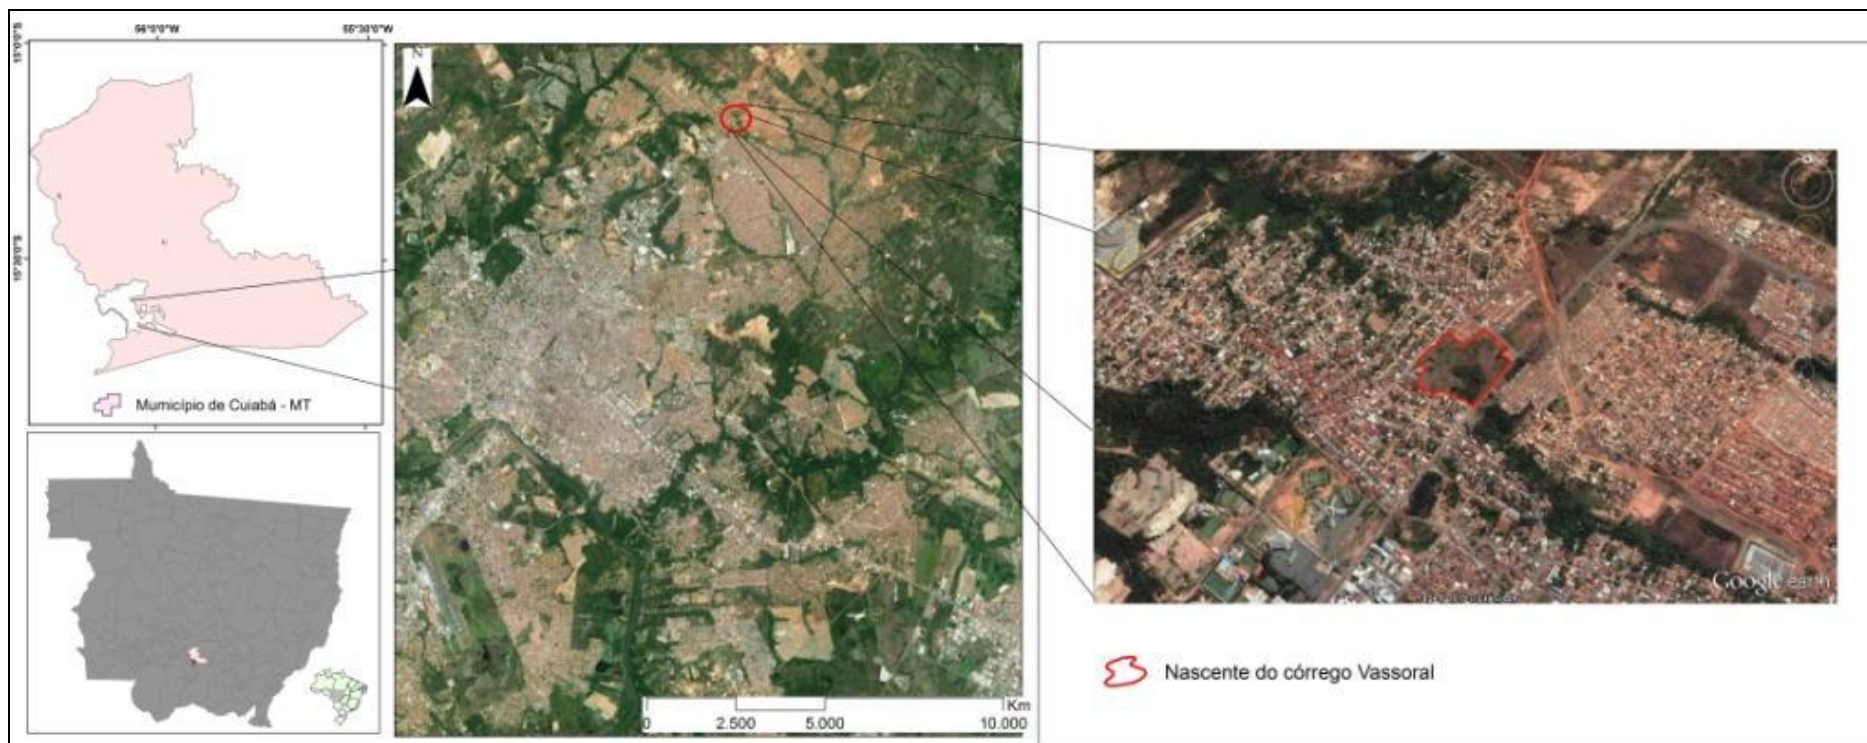 56°0'0"W
55°30'0"W
15°0'0"S
15°30'0"S
Mumicípio de Cuiabá - MT
N
Km
0
2.500
5.000
10.000
Google earth
Nascente do córrego Vassoral